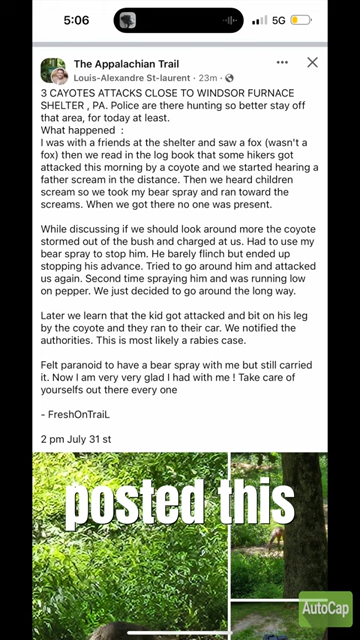 5:06
5G
The Appalachian Trail
Louis-Alexandre St-laurent · 23m ·
3 CAYOTES ATTACKS CLOSE TO WINDSOR FURNACE
SHELTER , PA. Police are there hunting so better stay off
that area, for today at least.
What happened :
I was with a friends at the shelter and saw a fox (wasn't a
fox) then we read in the log book that some hikers got
attacked this morning by a coyote and we started hearing a
father scream in the distance. Then we heard children
scream so we took my bear spray and ran toward the
screams. When we got there no one was present.
While discussing if we should look around more the coyote
stormed out of the bush and charged at us. Had to use my
bear spray to stop him. He barely flinch but ended up
stopping his advance. Tried to go around him and attacked
us again. Second time spraying him and was running low
on pepper. We just decided to go around the long way.
Later we learn that the kid got attacked and bit on his leg
by the coyote and they ran to their car. We notified the
authorities. This is most likely a rabies case.
Felt paranoid to have a bear spray with me but still carried
it. Now I am very very glad I had with me ! Take care of
yourselfs out there every one
- FreshOnTraiL
2 pm July 31 st
posted this
AutoCap